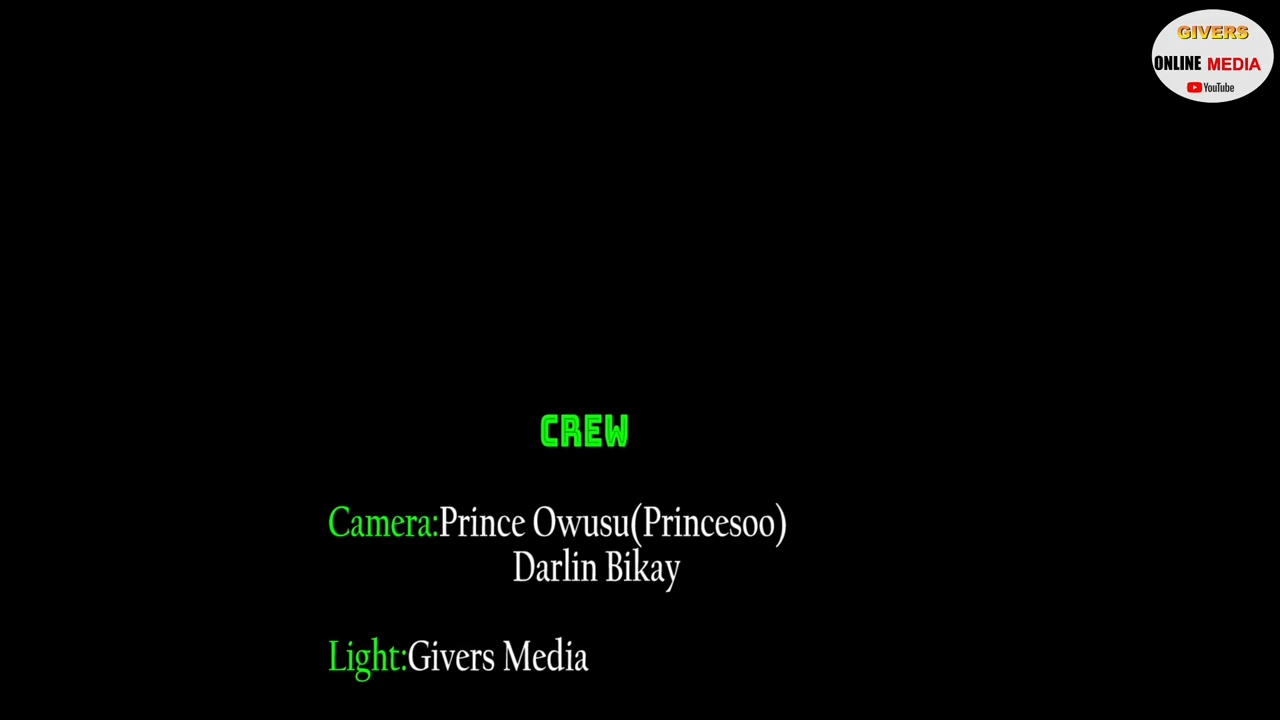 GIVERS
ONLINE MEDIA
YouTube
CREW
Camera:Prince Owusu(Princesoo)
Darlin Bikay
Light:Givers Media